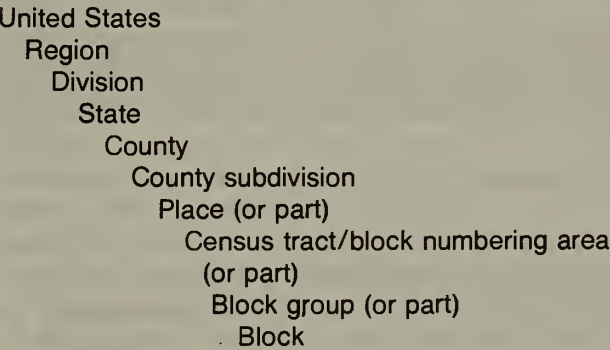 United States
Region
Division
State
County
County subdivision
Place (or part)
Census tract/block numbering area
(or part)
Block group (or part)
Block